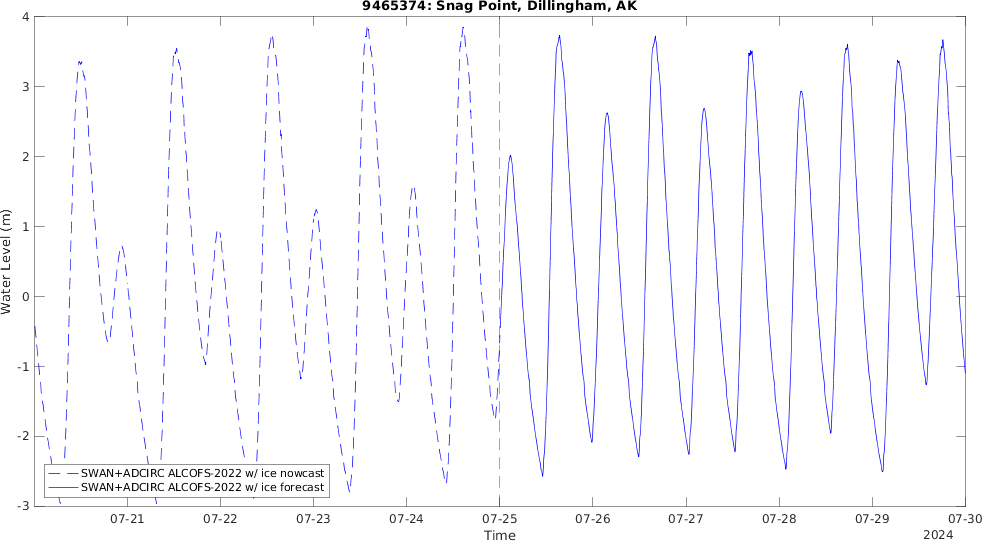 9465374: Snag Point, Dillingham, AK
Water Level (m)
4
3
2
1
0
-1
-2
-3
SWAN+ADCIRC ALCOFS-2022 w/ ice nowcast
SWAN+ADCIRC ALCOFS-2022 w/ ice forecast
07-21 07-22 07-23 07-24 07-25 07-26 07-27 07-28 07-29 07-30
Time
2024